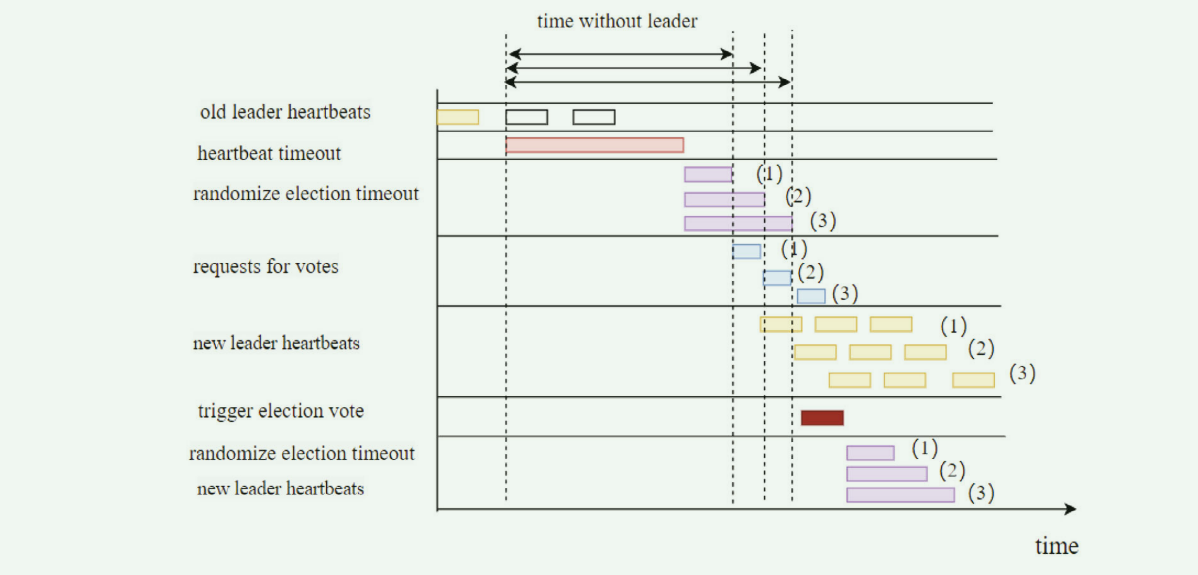 time without leader
old leader heartbeats
heartbeat timeout
(1)
randomize election timeout
(2)
(3)
(1)
requests for votes
(2)
(3)
(1)
new leader heartbeats
(2)
(3)
trigger election vote
randomize election timeout
(1)
(2)
new leader heartbeats
(3)
time